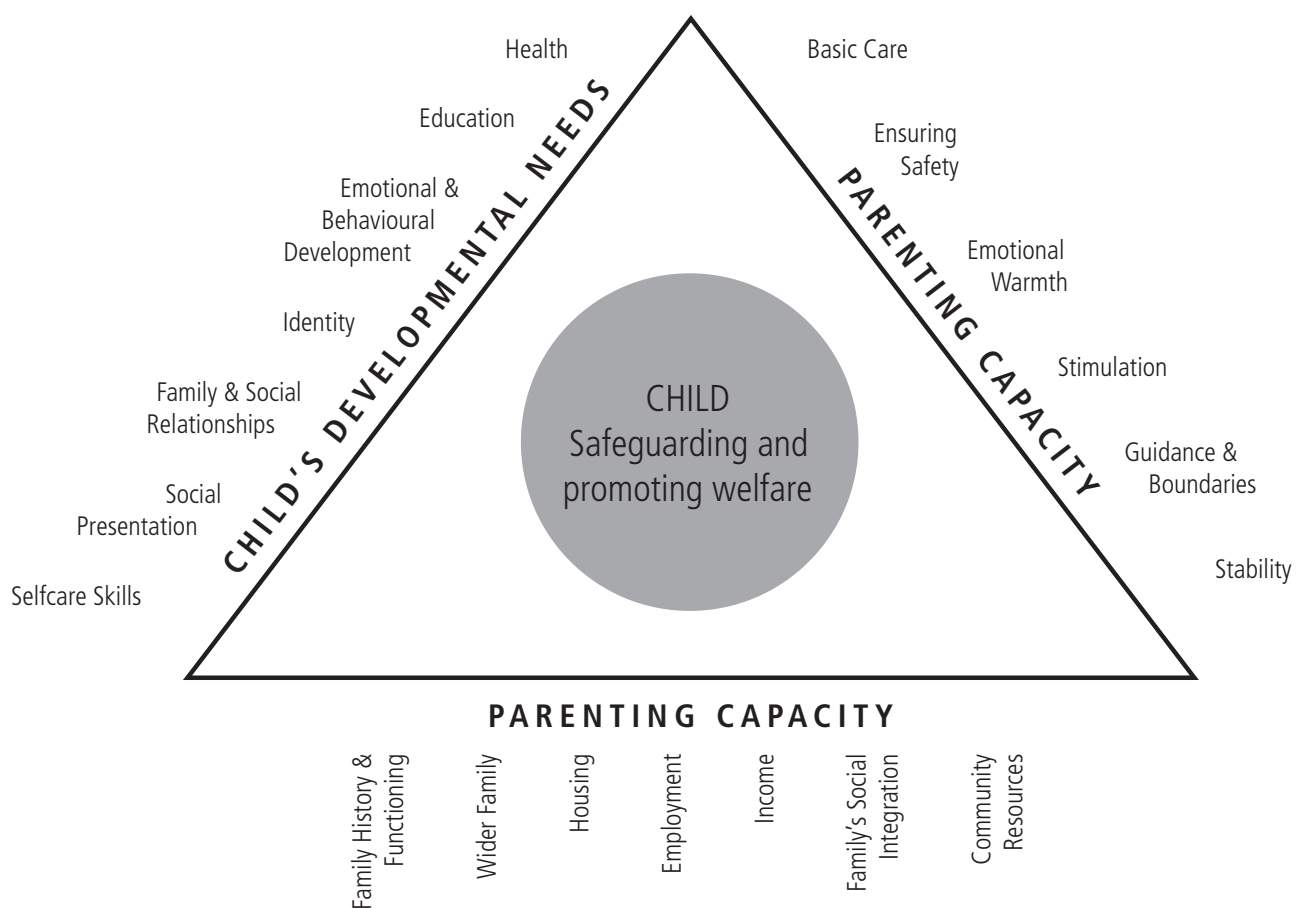 Health
Education
Emotional &
Behavioural
Development
Identity
Family & Social
Relationships
Social
Presentation
Selfcare Skills
CHILD'S DEVELOPMENTAL NEEDS
Basic Care
Ensuring
Safety
Emotional
Warmth
Stimulation
Guidance &
Boundaries
Stability
PARENTING CAPACITY
CHILD
Safeguarding and
promoting welfare
PARENTING CAPACITY
Family History &
Functioning
Wider Family
Housing
Employment
Income
Family's Social
Integration
Community
Resources